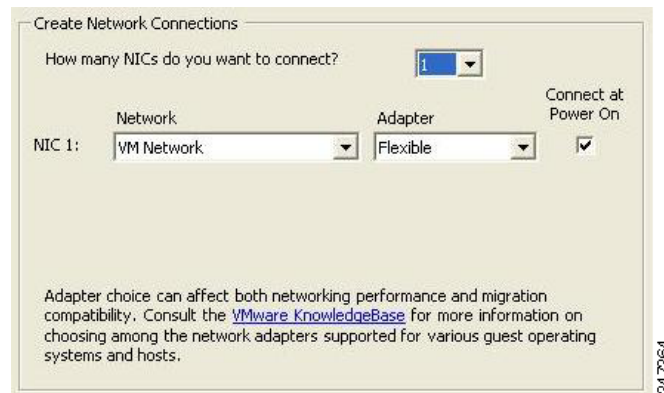 Create Network Connections
How many NICs do you want to connect?
1
Connect at
Power On
Network
Adapter
NIC 1:
VM Network
Flexible
Adapter choice can affect both networking performance and migration
compatibility. Consult the VMware KnowledgeBase for more information on
choosing among the network adapters supported for various guest operating
systems and hosts.